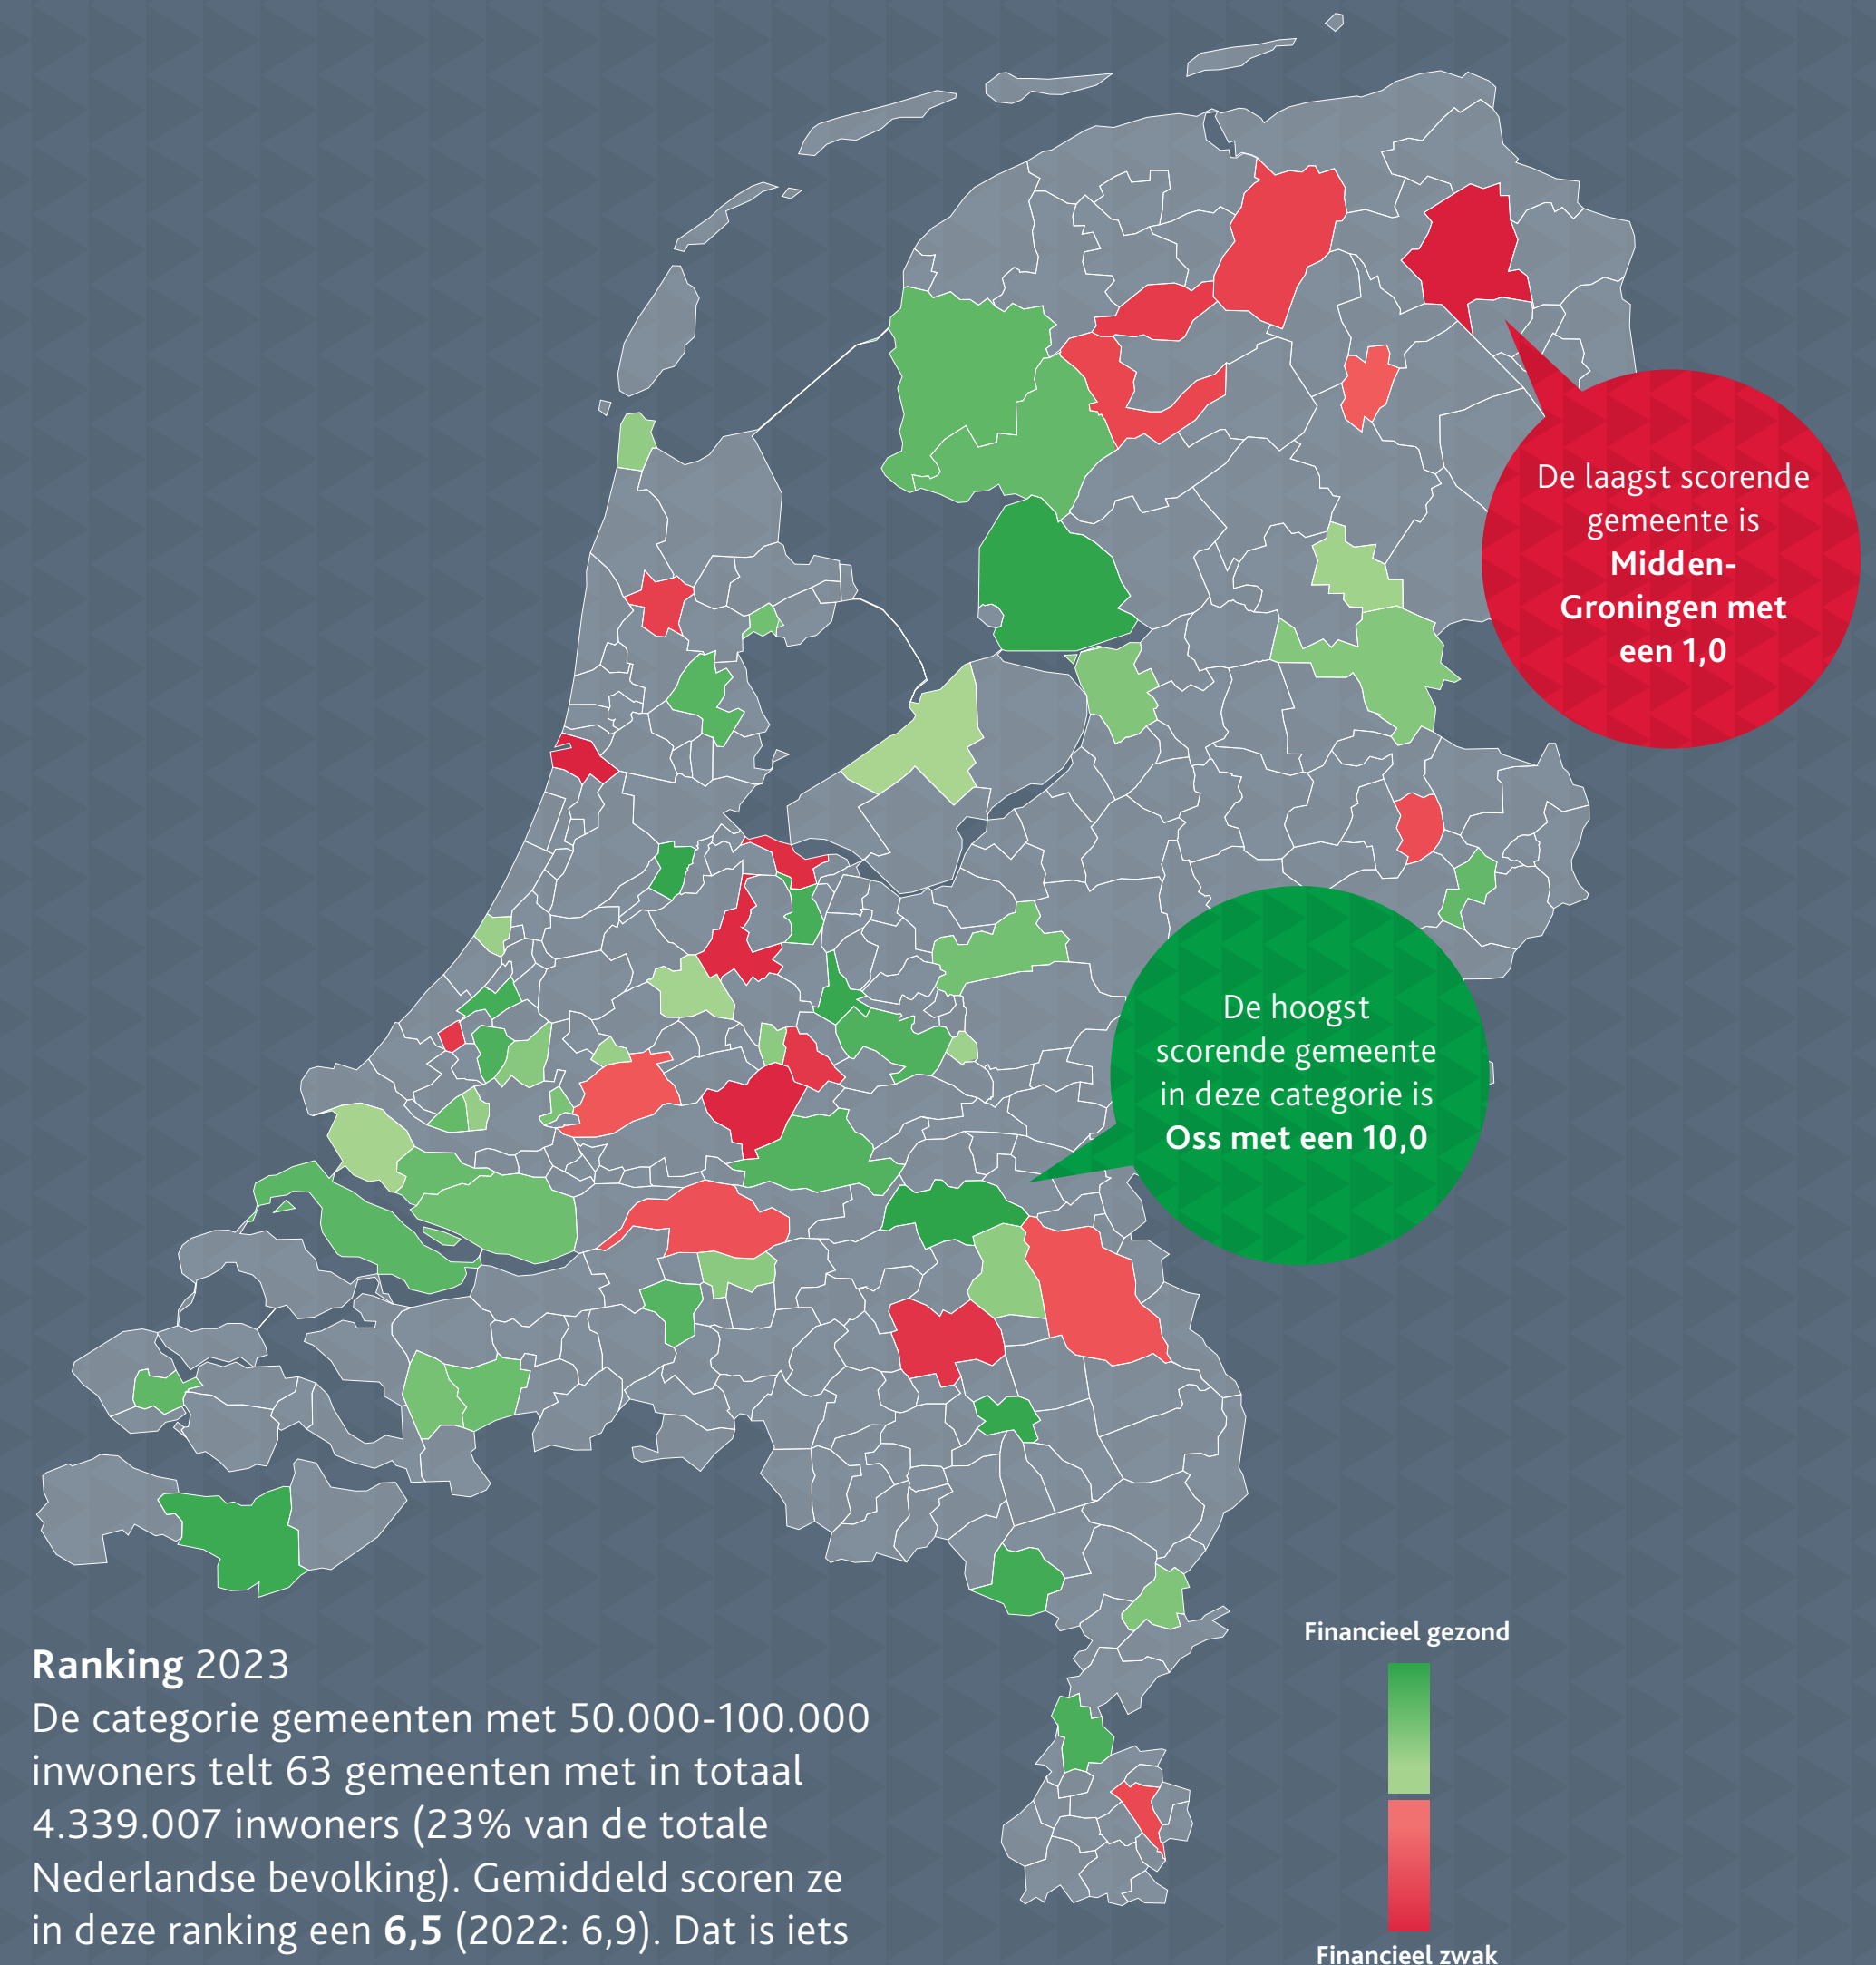 De laagst scorende
gemeente is
Midden-
Groningen met
een 1,0
De hoogst
scorende gemeente
in deze categorie is
Oss met een 10,0
Ranking 2023
De categorie gemeenten met 50.000-100.000
inwoners telt 63 gemeenten met in totaal
4.339.007 inwoners (23% van de totale
Nederlandse bevolking). Gemiddeld scoren ze
in deze ranking een 6,5 (2022: 6,9). Dat is iets
Financieel gezond
Financieel zwak